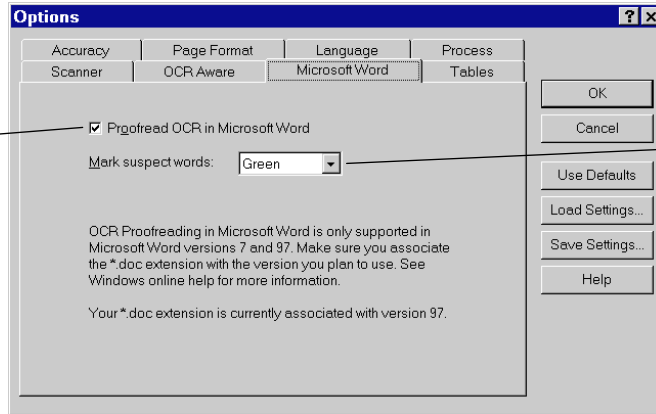 Options
Accuracy
Page Format
Language
Process
Scanner
OCR Aware
Microsoft Word
Tables
Proofread OCR in Microsoft Word
Mark suspect words: Green
OCR Proofreading in Microsoft Word is only supported in
Microsoft Word versions 7 and 97. Make sure you associate
the *.doc extension with the version you plan to use. See
Windows online help for more information.
Your *.doc extension is currently associated with version 97.
OK
Cancel
Use Defaults
Load Settings...
Save Settings...
Help